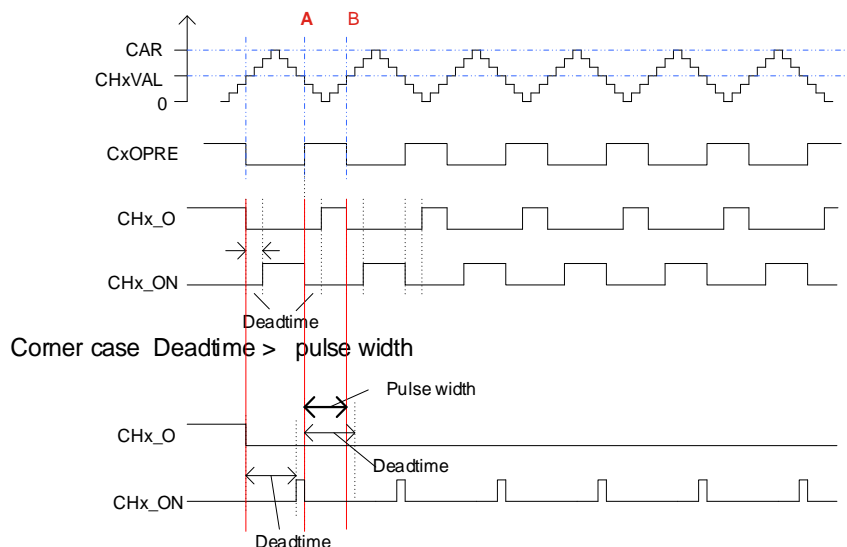 A B
CAR
CHxVAL
0
CxOPRE
CHx_O
CHx_ON
Deadtime
Corner case Deadtime > pulse width
Pulse width
CHx_O
Deadtime
CHx_ON
Deadtime